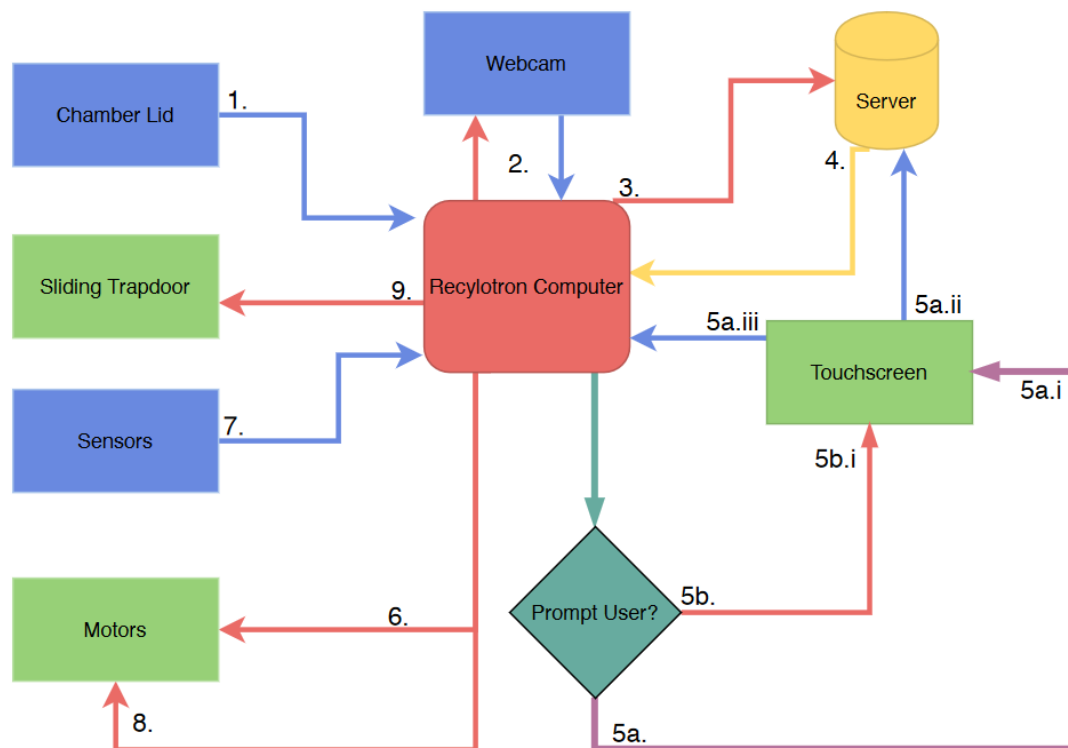 Webcam
Server
Chamber Lid
1.
2.
3.
4.
Sliding Trapdoor
9.
Recylotron Computer
5a.iii
5a.ii
Touchscreen
5a.i
Sensors
7.
5b.i
Prompt User?
5b.
Motors
6.
8.
5a.